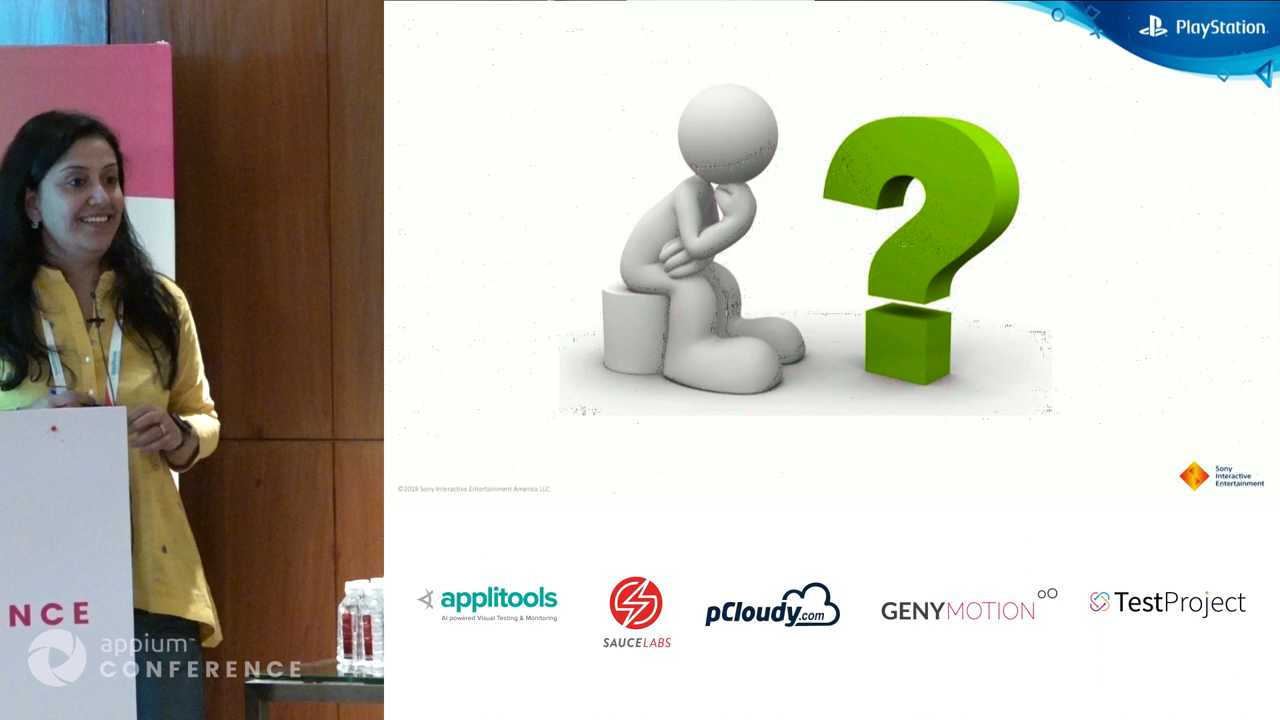 PlayStation
?
©2019 Sony Interactive Entertainment America LLC.
Sony
Interactive
Entertainment
applitools
AI powered Visual Testing & Monitoring
SAUCELABS
pCloudy.com
GENYMOTION
TestProject
NCE
appium™
CONFERENCE